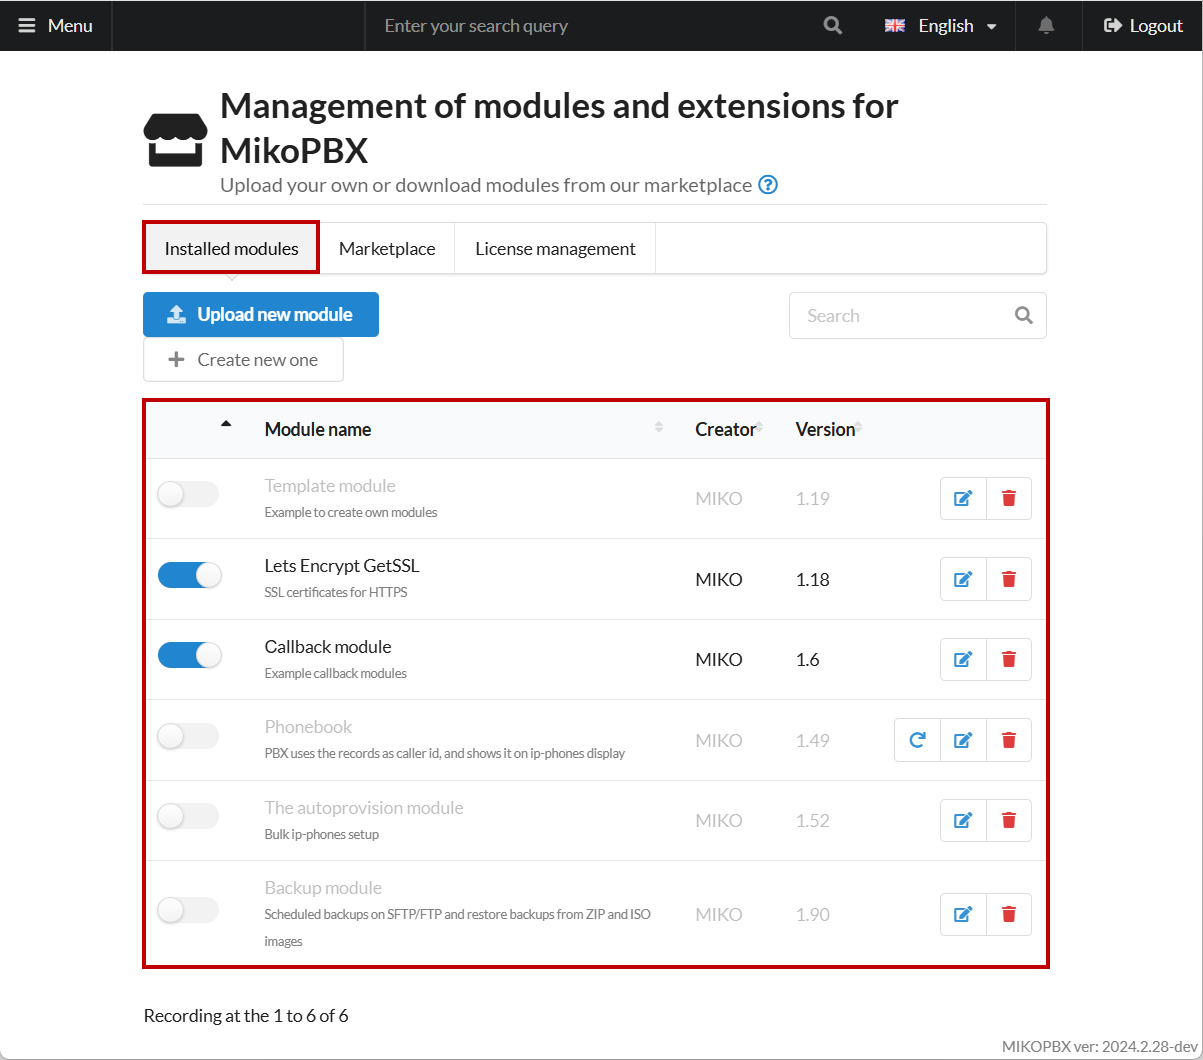 Menu
Enter your search query
English
Logout
Management of modules and extensions for
MikoPBX
Upload your own or download modules from our marketplace ?
Installed modules
Marketplace
License management
Upload new module
Search
Create new one
Module name
Creator
Version
Template module
Example to create own modules
MIKO
1.19
Lets Encrypt GetSSL
SSL certificates for HTTPS
MIKO
1.18
Callback module
Example callback modules
MIKO
1.6
Phonebook
PBX uses the records as caller id, and shows it on ip-phones display
MIKO
1.49
The autoprovision module
Bulk ip-phones setup
MIKO
1.52
Backup module
Scheduled backups on SFTP/FTP and restore backups from ZIP and ISO
images
MIKO
1.90
Recording at the 1 to 6 of 6
MIKOPBX ver: 2024.2.28-dev